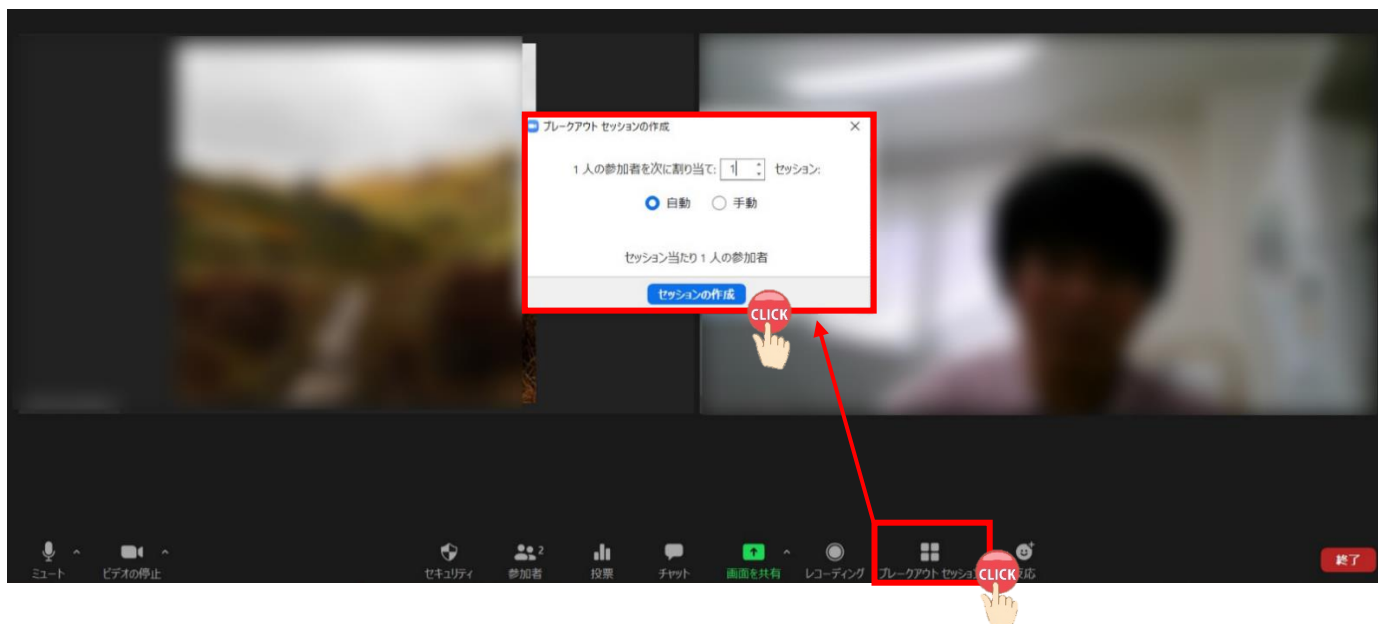 ブレークアウト セッションの作成
1 人の参加者を次に割り当て: 1 セッション:
自動 手動
セッション当たり 1 人の参加者
セッションの作成
CLICK
ミュート ビデオの停止 セキュリティ 参加者 2 投票 チャット 画面を共有 レコーディング ブレークアウト セッション CLICK 反応 終了